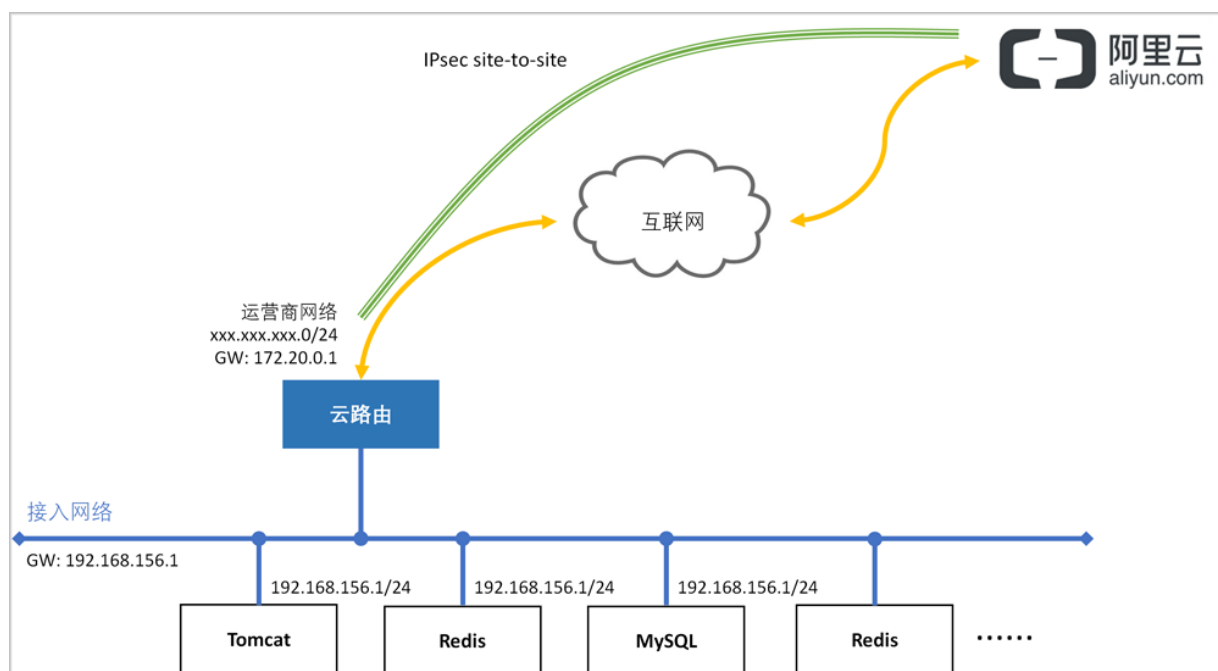 IPsec site-to-site
阿里云
aliyun.com
互联网
运营商网络
xxx.xxx.xxx.0/24
GW: 172.20.0.1
云路由
接入网络
GW: 192.168.156.1
192.168.156.1/24
192.168.156.1/24
192.168.156.1/24
Tomcat
Redis
MySQL
Redis
······